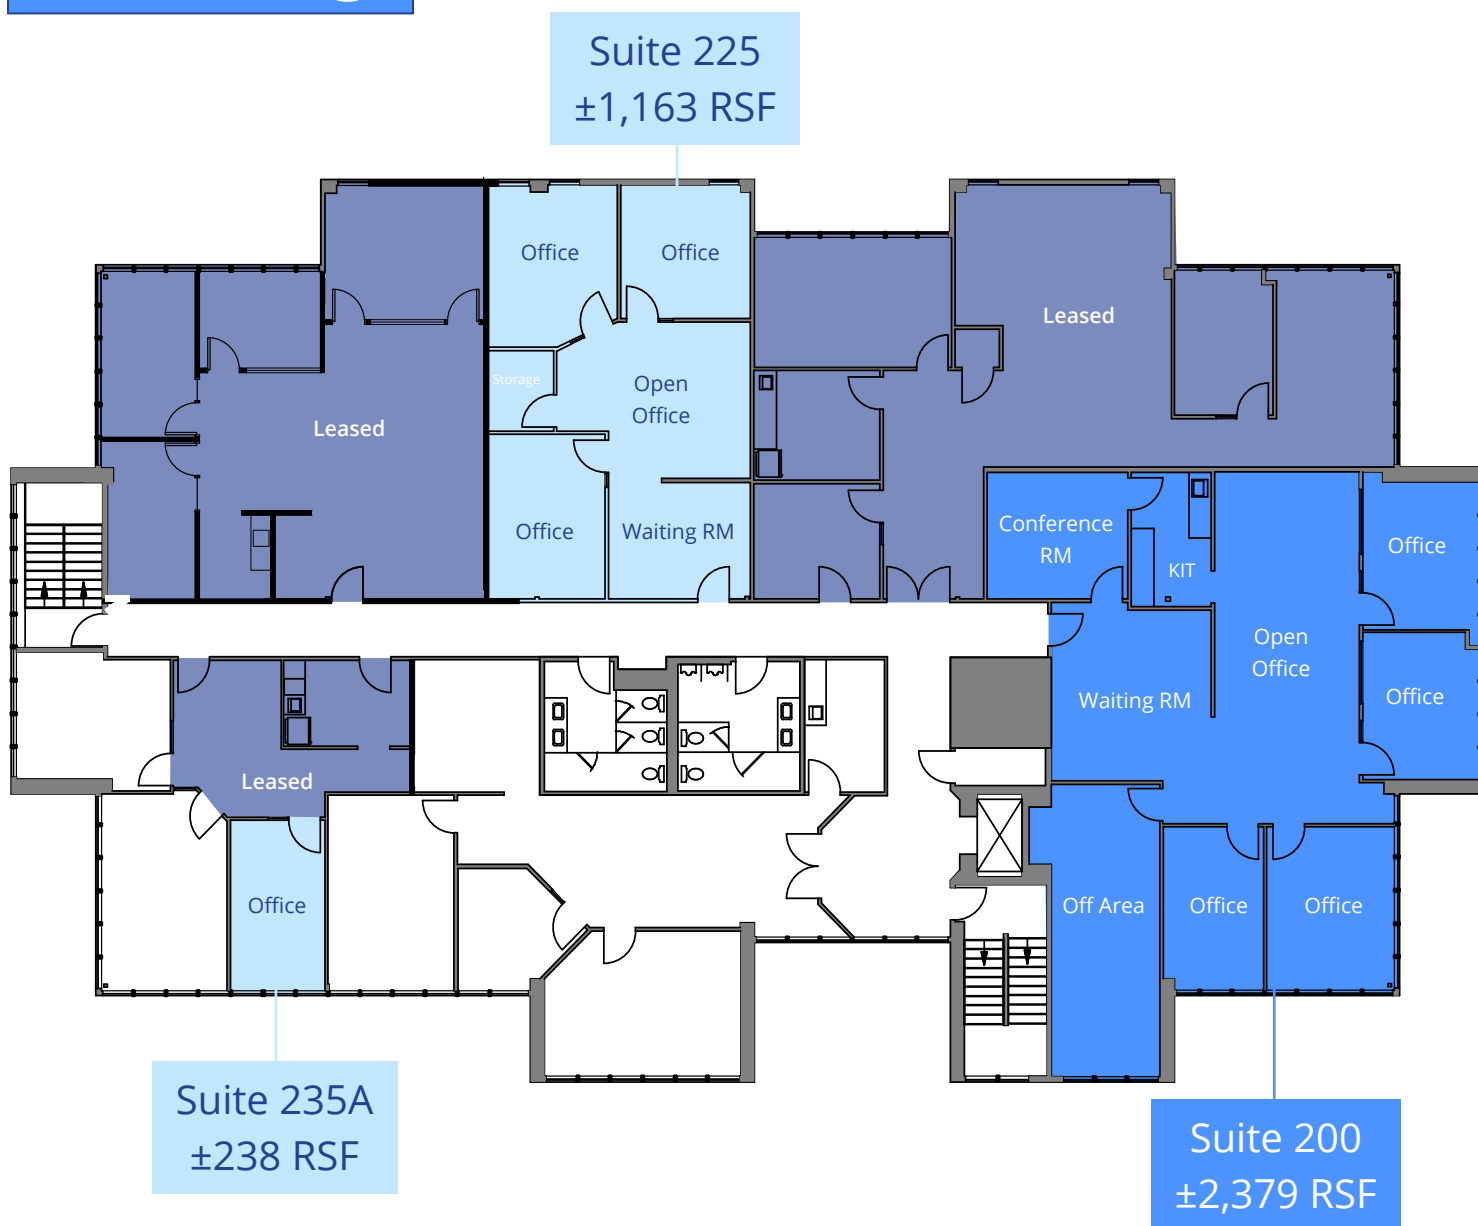 Suite 225
±1,163 RSF
Office
Office
Leased
Storage
Open
Office
Leased
Office
Waiting RM
Conference
RM
KIT
Office
Open
Office
Waiting RM
Office
Leased
Office
Off Area
Office
Office
Suite 235A
±238 RSF
Suite 200
±2,379 RSF